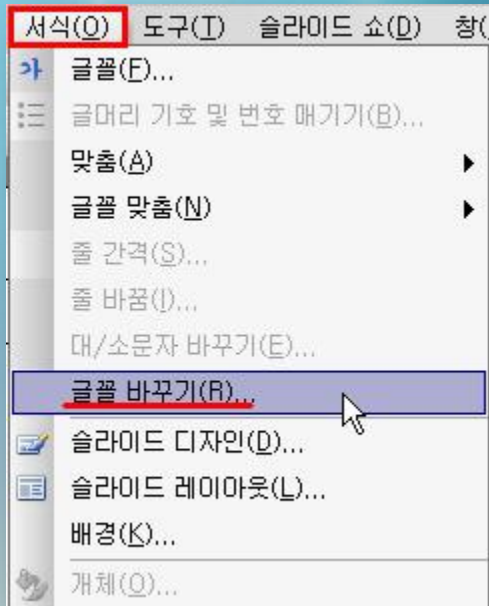 서식(O) 도구(T) 슬라이드 쇼(D) 창(
가 글꼴(F)...
글머리 기호 및 번호 매기기(B)...
맞춤(A)
글꼴 맞춤(N)
줄 간격(S)...
줄 바꿈(I)...
대/소문자 바꾸기(E)...
글꼴 바꾸기(R)...
슬라이드 디자인(D)...
슬라이드 레이아웃(L)...
배경(K)...
개체(O)...